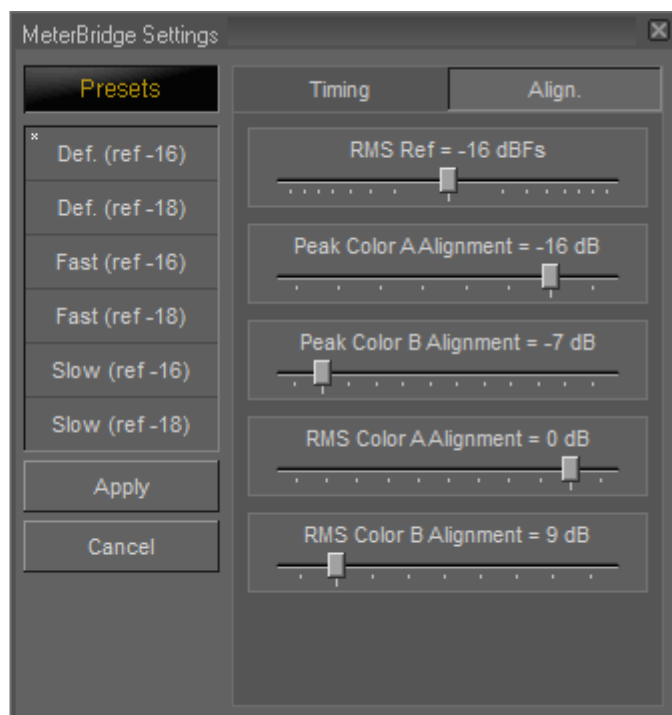 MeterBridge Settings
Presets
* Def. (ref -16)
Def. (ref -18)
Fast (ref -16)
Fast (ref -18)
Slow (ref -16)
Slow (ref -18)
Apply
Cancel
Timing
Align.
RMS Ref = -16 dBFs
Peak Color A Alignment = -16 dB
Peak Color B Alignment = -7 dB
RMS Color A Alignment = 0 dB
RMS Color B Alignment = 9 dB